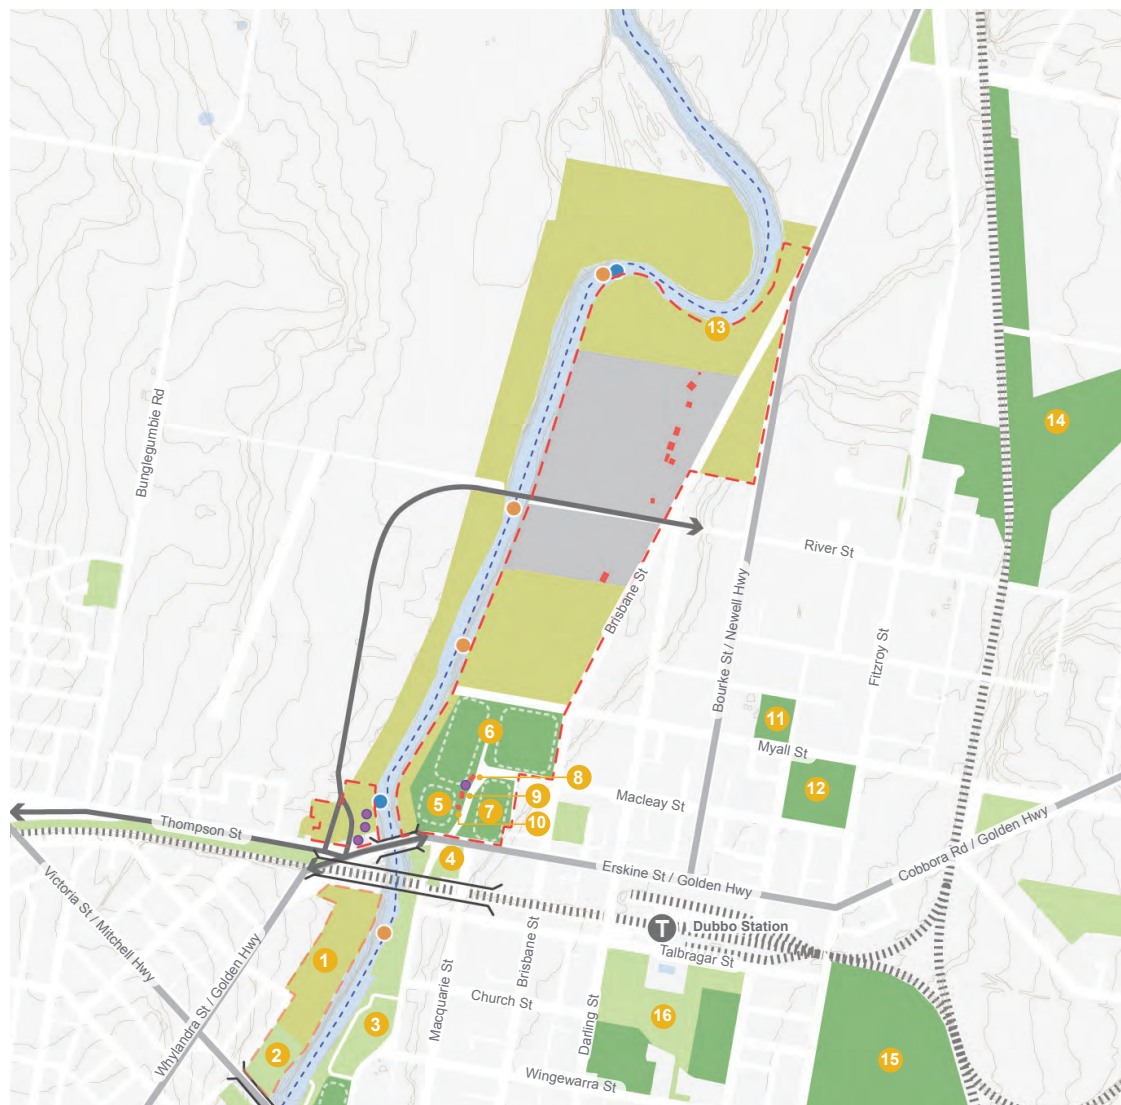 13
14
Bunglegumbie Rd
River St
Brisbane St
Bourke St / Newell Hwy
Fitzroy St
11
6
Myall St
8
12
9
Macleay St
5
7
10
Thompson St
4
Erskine St / Golden Hwy
Cobbora Rd / Golden Hwy
Victoria St / Mitchell Hwy
T
Dubbo Station
Talbragar St
Whylandra St / Golden Hwy
1
Brisbane St
Macquarie St
Church St
Darling St
3
16
2
15
Wingewarra St